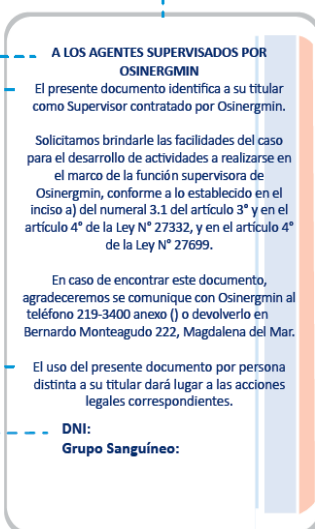 A LOS AGENTES SUPERVISADOS POR
OSINERGMIN
El presente documento identifica a su titular
como Supervisor contratado por Osinergmin.
Solicitamos brindarle las facilidades del caso
para el desarrollo de actividades a realizarse en
el marco de la función supervisora de
Osinergmin, conforme a lo establecido en el
inciso a) del numeral 3.1 del artículo 3° y en el
artículo 4° de la Ley N° 27332, y en el artículo 4°
de la Ley N° 27699.
En caso de encontrar este documento,
agradeceremos se comunique con Osinergmin al
teléfono 219-3400 anexo () o devolverlo en
Bernardo Monteagudo 222, Magdalena del Mar.
El uso del presente documento por persona
distinta a su titular dará lugar a las acciones
legales correspondientes.
DNI:
Grupo Sanguíneo: